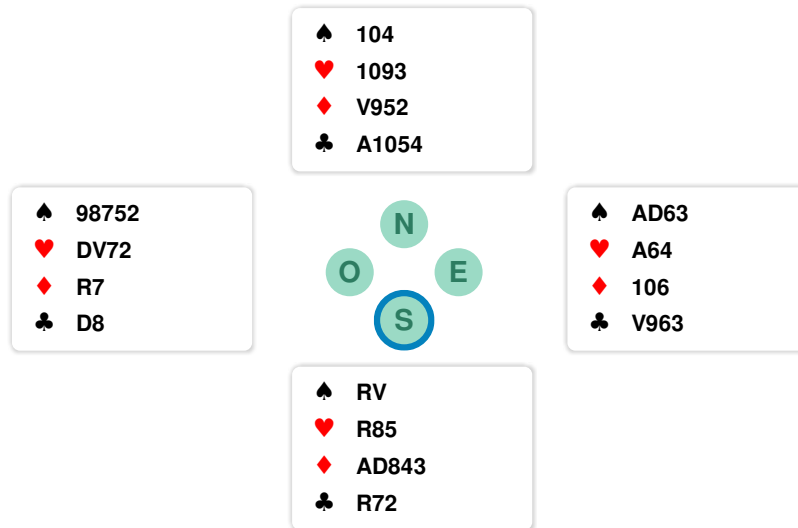 ♠ 104
♥ 1093
♦ V952
♣ A1054
♠ 98752
♥ DV72
♦ R7
♣ D8
N
O E
S
♠ AD63
♥ A64
♦ 106
♣ V963
♠ RV
♥ R85
♦ AD843
♣ R72